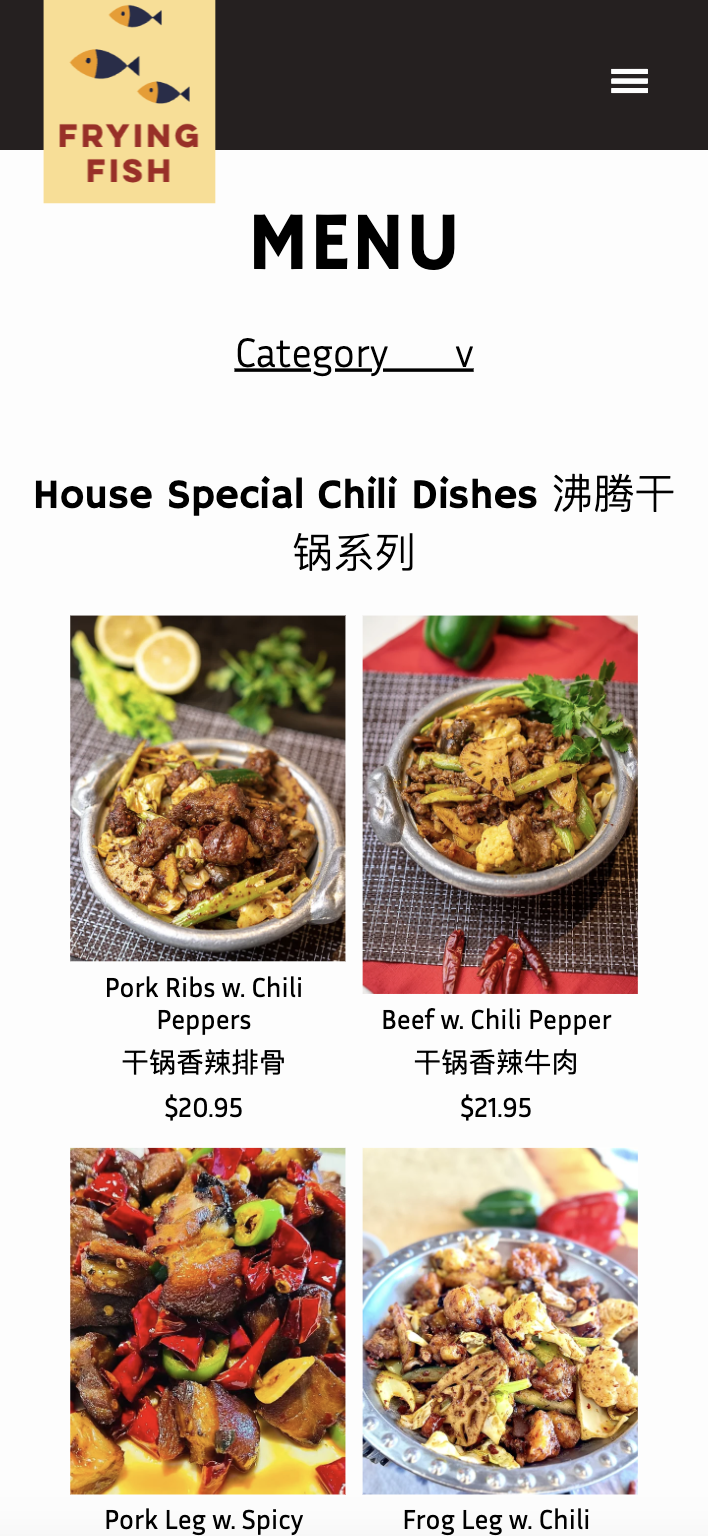 FRYING
FISH
MENU
Category v
House Special Chili Dishes 沸腾干
锅系列
Pork Ribs w. Chili
Peppers
干锅香辣排骨
$20.95
Beef w. Chili Pepper
干锅香辣牛肉
$21.95
Pork Leg w. Spicy
Frog Leg w. Chili